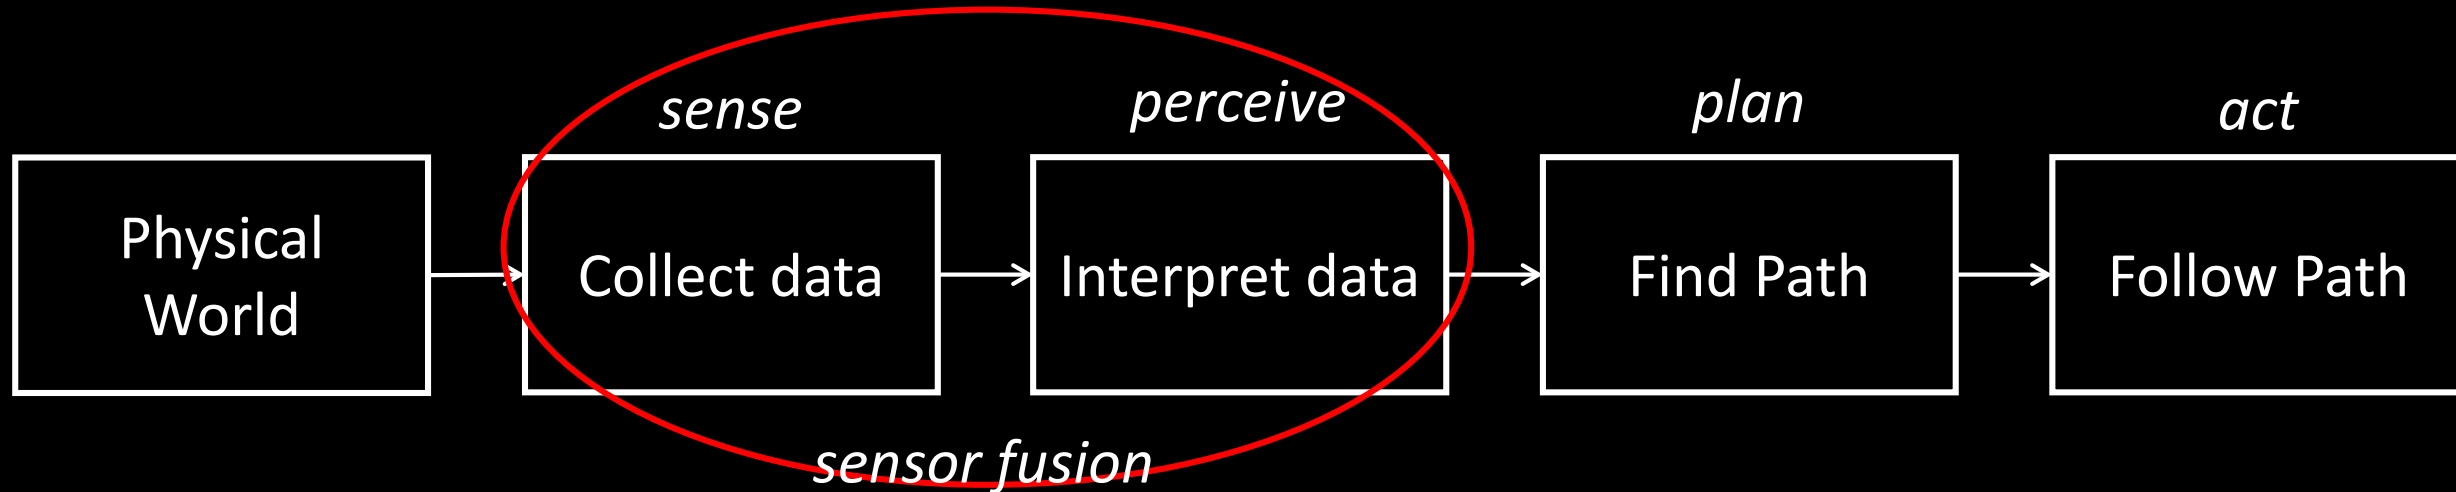 sense
perceive
plan
act
Physical
World
Collect data
Interpret data
Find Path
Follow Path
sensor fusion